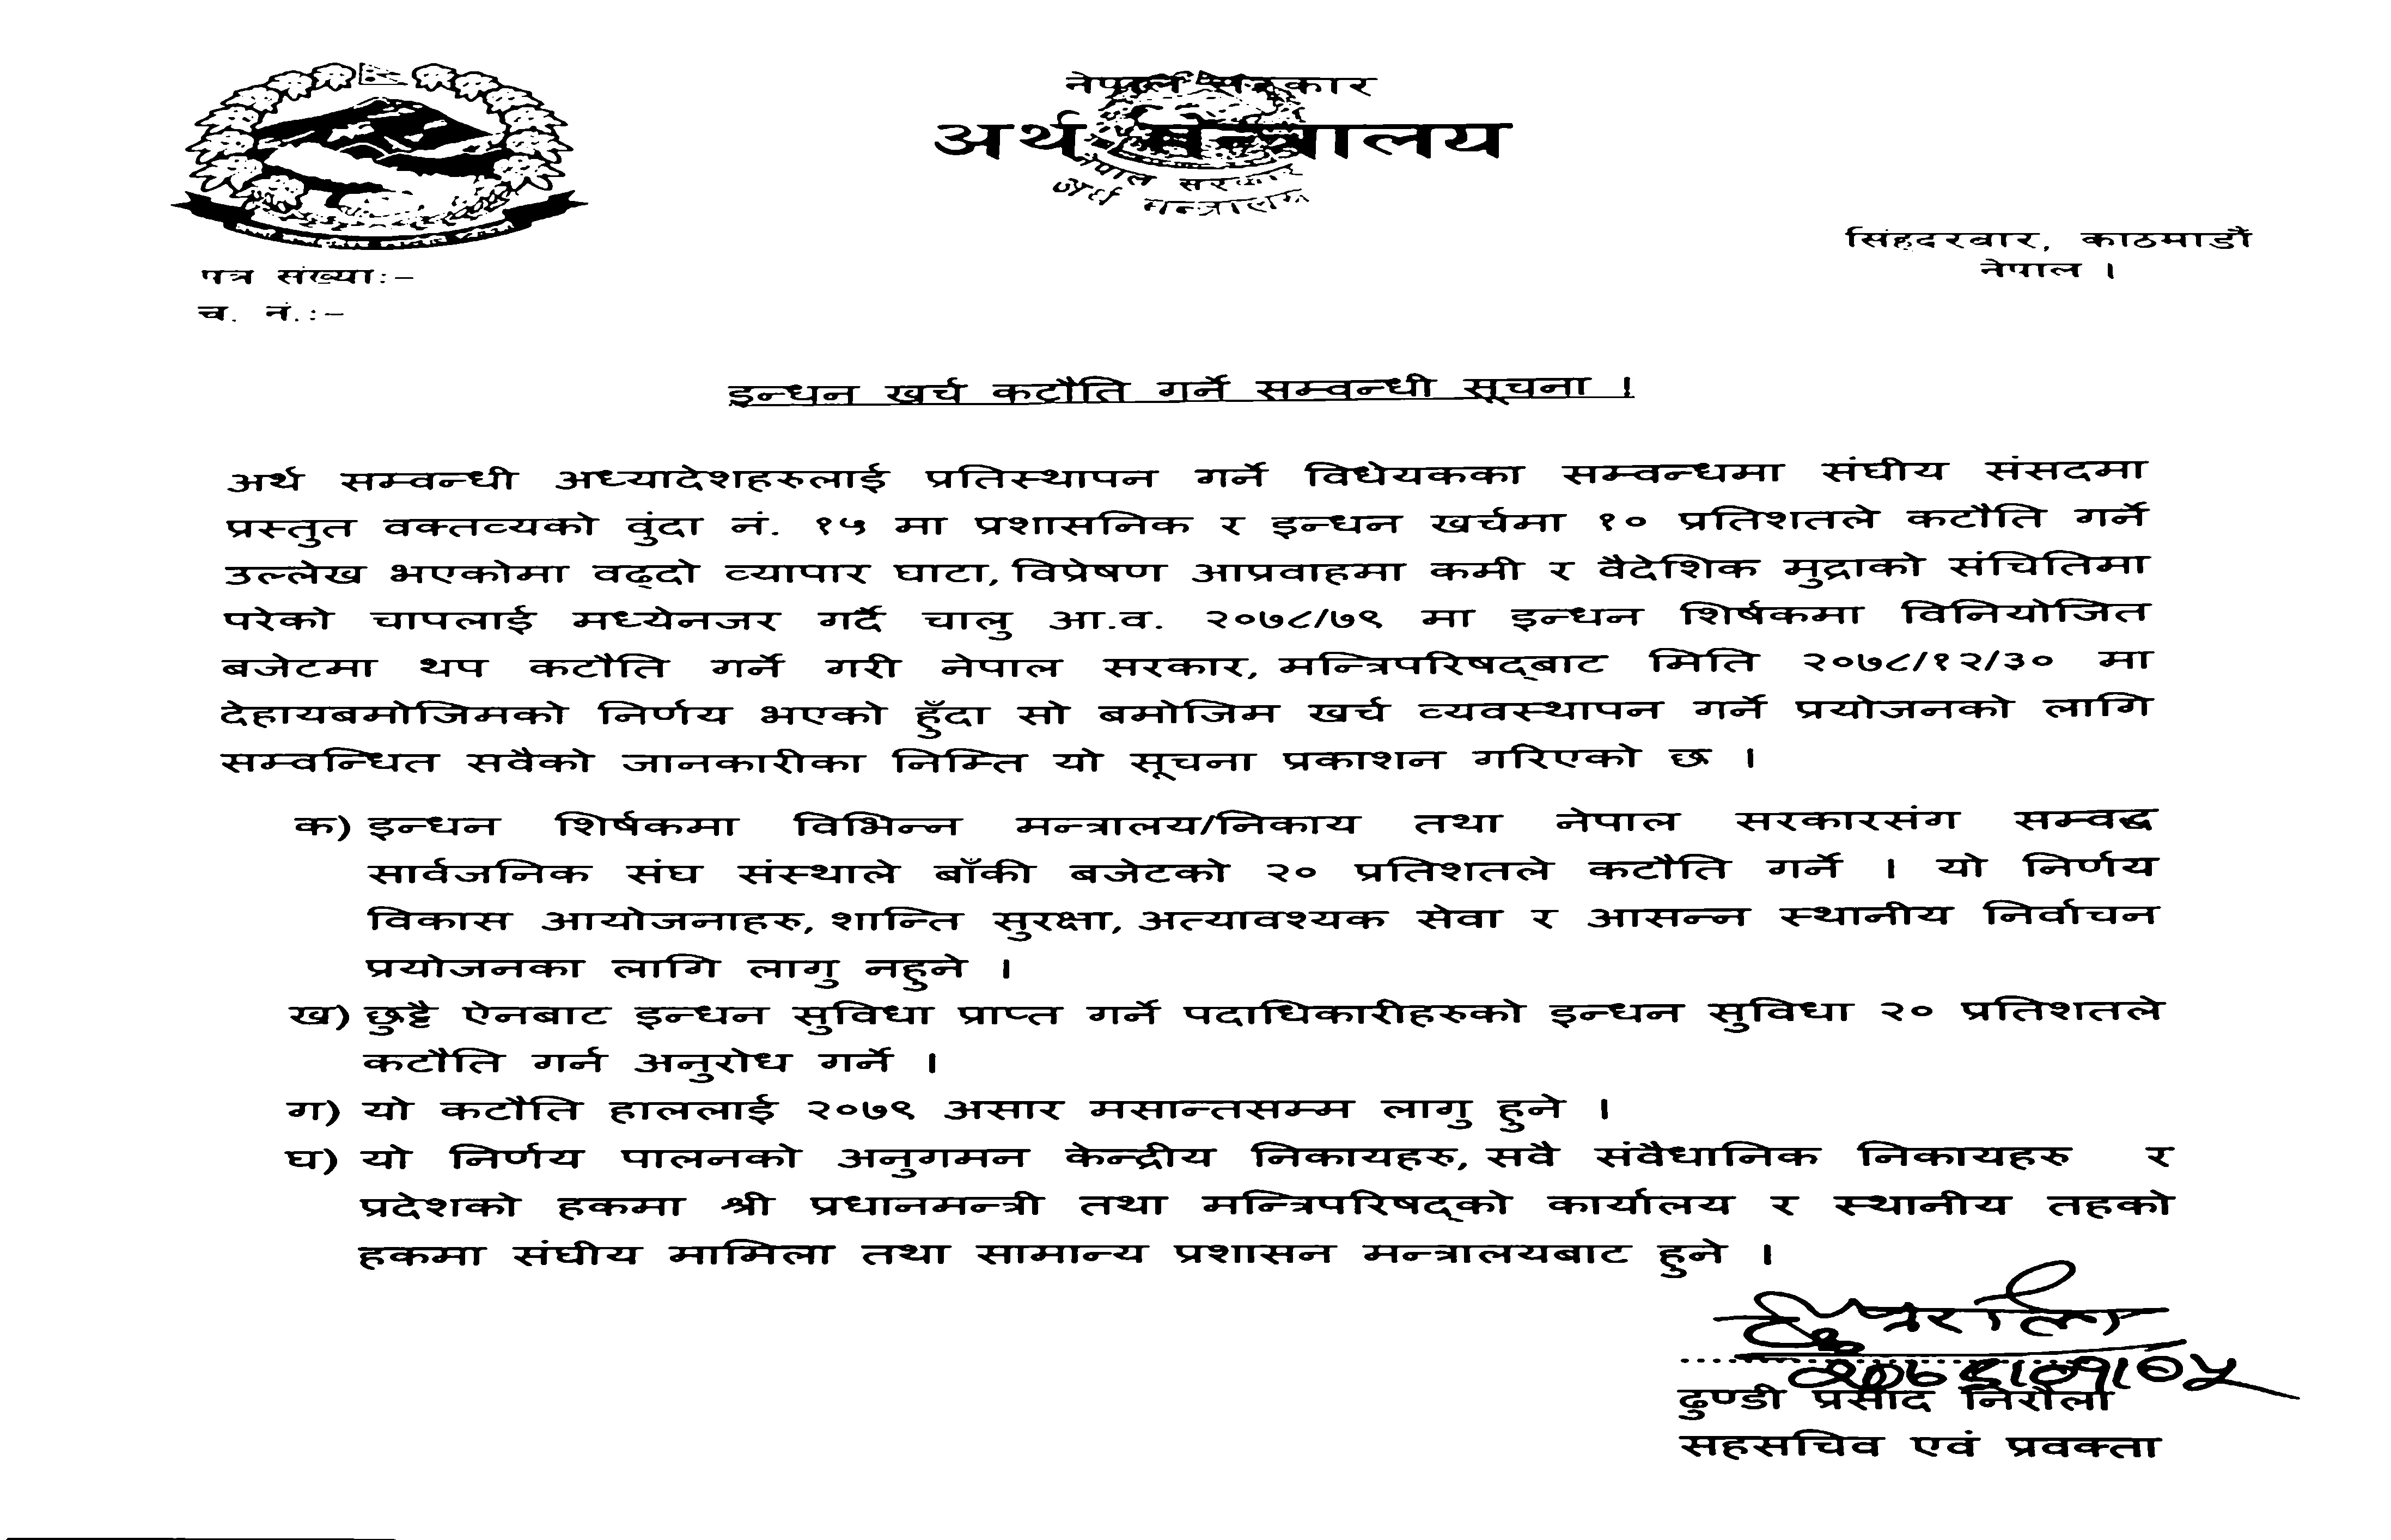 नेपाल सरकार
अर्थ मन्त्रालय
नेपाल सरकार
अर्थ मन्त्रालय
सिंहदरबार, काठमाडौं
नेपाल ।
पत्र संख्याः–
च. नं.ः–
इन्धन खर्च कटौति गर्ने सम्वन्धी सूचना !
अर्थ सम्वन्धी अध्यादेशहरुलाई प्रतिस्थापन गर्ने विधेयकका सम्वन्धमा संघीय संसदमा
प्रस्तुत वक्तव्यको वुंदा नं. १५ मा प्रशासनिक र इन्धन खर्चमा १० प्रतिशतले कटौति गर्ने
उल्लेख भएकोमा वढ्दो व्यापार घाटा, विप्रेषण आप्रवाहमा कमी र वैदेशिक मुद्राको संचितिमा
परेको चापलाई मध्येनजर गर्दै चालु आ.व. २०७८/७९ मा इन्धन शिर्षकमा विनियोजित
बजेटमा थप कटौति गर्ने गरी नेपाल सरकार, मन्त्रिपरिषद्बाट मिति २०७८/१२/३० मा
देहायबमोजिमको निर्णय भएको हुँदा सो बमोजिम खर्च व्यवस्थापन गर्ने प्रयोजनको लागि
सम्वन्धित सवैको जानकारीका निम्ति यो सूचना प्रकाशन गरिएको छ ।
क) इन्धन शिर्षकमा विभिन्न मन्त्रालय/निकाय तथा नेपाल सरकारसंग सम्वद्ध
सार्वजनिक संघ संस्थाले बाँकी बजेटको २० प्रतिशतले कटौति गर्ने । यो निर्णय
विकास आयोजनाहरु, शान्ति सुरक्षा, अत्यावश्यक सेवा र आसन्न स्थानीय निर्वाचन
प्रयोजनका लागि लागु नहुने ।
ख) छुट्टै ऐनबाट इन्धन सुविधा प्राप्त गर्ने पदाधिकारीहरुको इन्धन सुविधा २० प्रतिशतले
कटौति गर्न अनुरोध गर्ने ।
ग) यो कटौति हाललाई २०७९ असार मसान्तसम्म लागु हुने ।
घ) यो निर्णय पालनको अनुगमन केन्द्रीय निकायहरु, सवै संवैधानिक निकायहरु र
प्रदेशको हकमा श्री प्रधानमन्त्री तथा मन्त्रिपरिषद्को कार्यालय र स्थानीय तहको
हकमा संघीय मामिला तथा सामान्य प्रशासन मन्त्रालयबाट हुने ।
२०७९।०१।०५
ढुण्डी प्रसाद निरौला
सहसचिव एवं प्रवक्ता